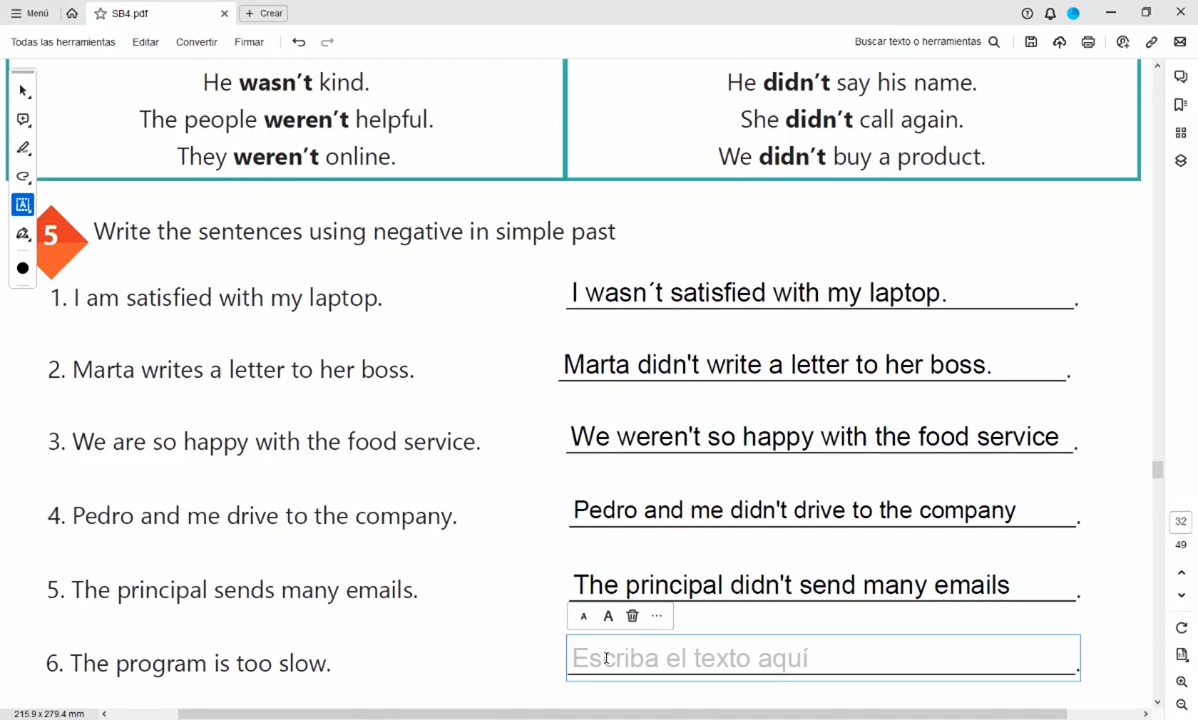 Menú
SB4.pdf
+ Crear
Todas las herramientas
Editar
Convertir
Firmar
Buscar texto o herramientas
He wasn't kind.
The people weren't helpful.
They weren't online.
He didn't say his name.
She didn't call again.
We didn't buy a product.
5
Write the sentences using negative in simple past
1. I am satisfied with my laptop.
I wasn´t satisfied with my laptop. .
2. Marta writes a letter to her boss.
Marta didn't write a letter to her boss. .
3. We are so happy with the food service.
We weren't so happy with the food service .
4. Pedro and me drive to the company.
Pedro and me didn't drive to the company .
5. The principal sends many emails.
The principal didn't send many emails .
A A ...
6. The program is too slow.
Escriba el texto aquí .
32
49
215.9 x 279.4 mm